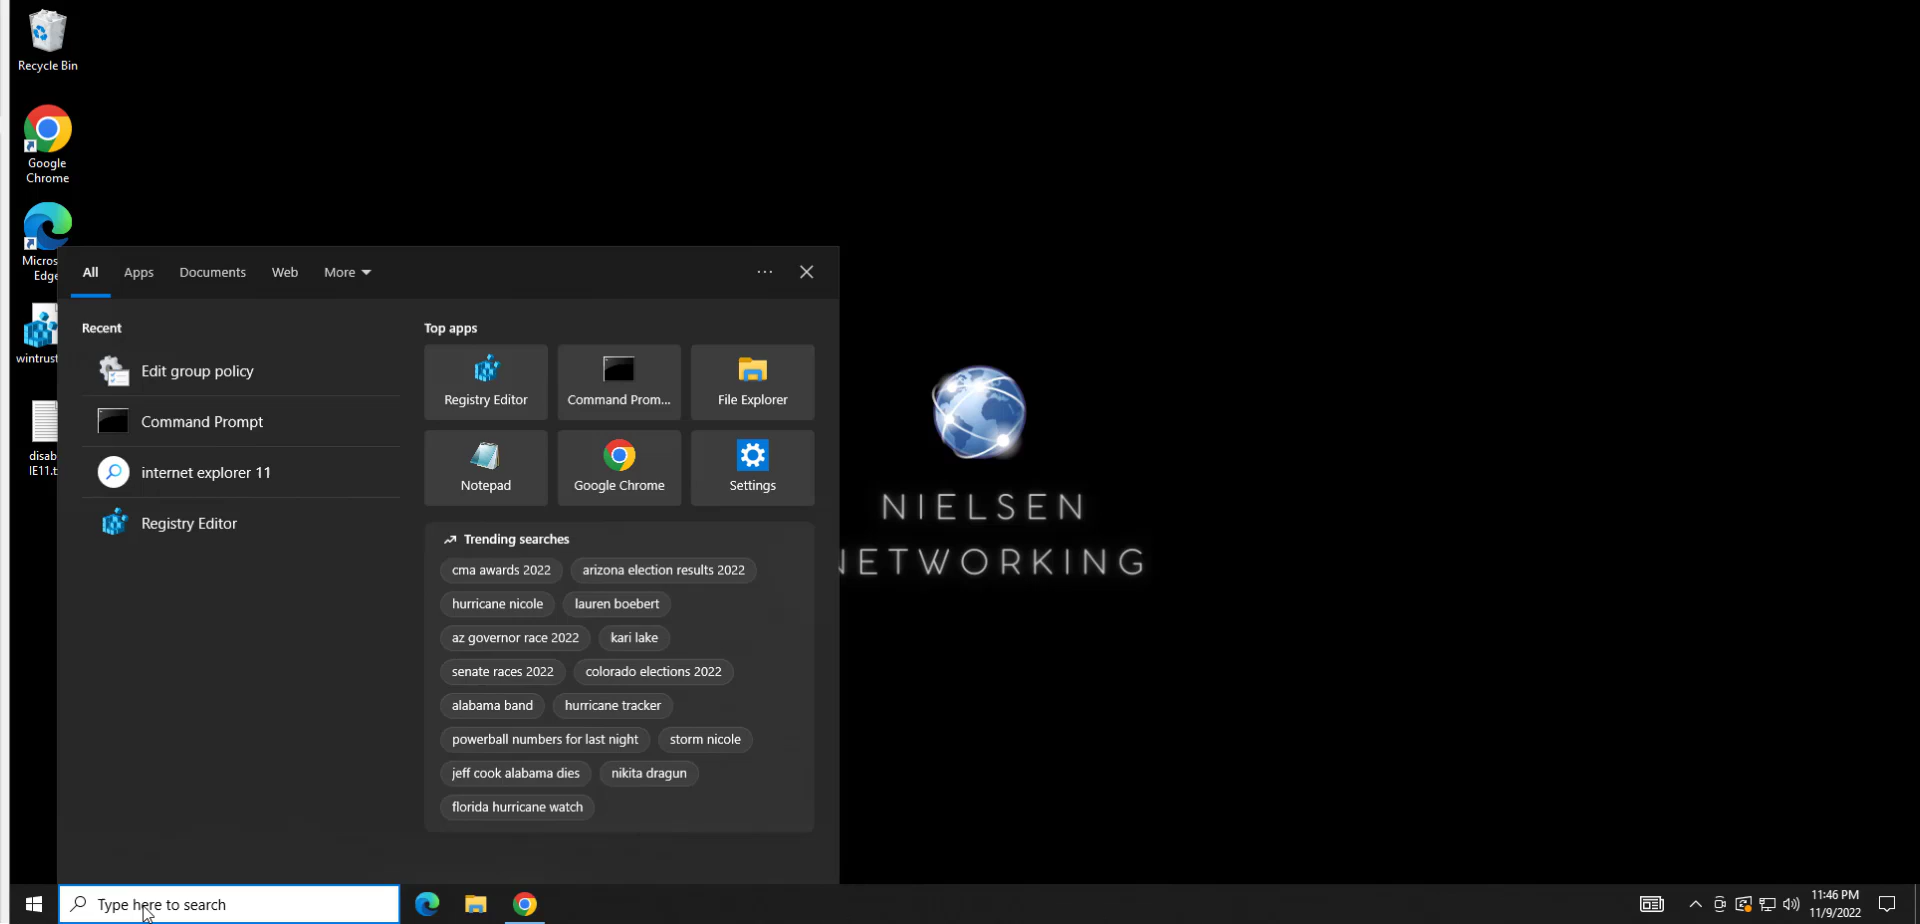 Recycle Bin
Google
Chrome
Micros
Edge
wintrust
disab
IE11.t
All
Apps
Documents
Web
More
Recent
Edit group policy
Command Prompt
internet explorer 11
Registry Editor
Top apps
Registry Editor
Command Prom...
File Explorer
Notepad
Google Chrome
Settings
Trending searches
cma awards 2022
arizona election results 2022
hurricane nicole
lauren boebert
az governor race 2022
kari lake
senate races 2022
colorado elections 2022
alabama band
hurricane tracker
powerball numbers for last night
storm nicole
jeff cook alabama dies
nikita dragun
florida hurricane watch
NIELSEN
NETWORKING
Type here to search
11:46 PM
11/9/2022